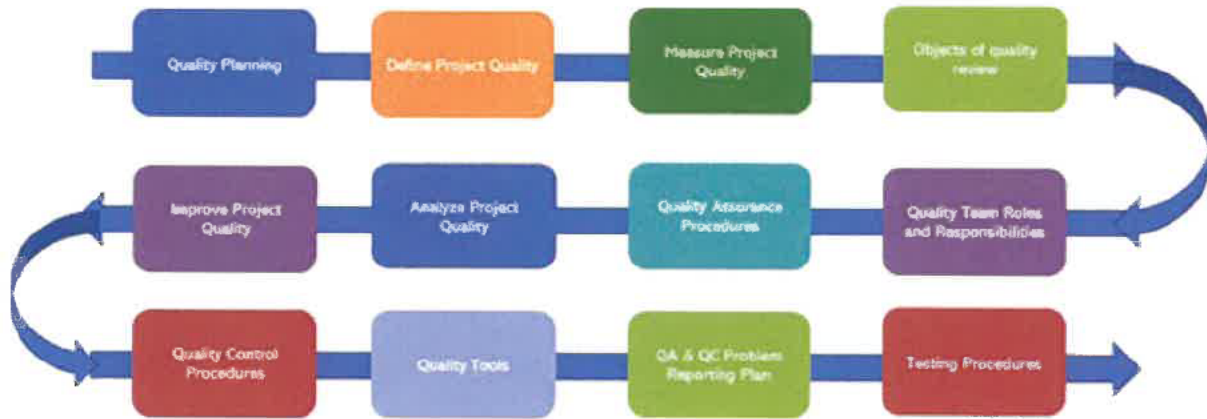 Quality Planning
Define Project Quality
Measure Project
Quality
Objects of quality
review
Quality Team Roles
and Responsibilities
Quality Assurance
Procedures
Analyze Project
Quality
Improve Project
Quality
Quality Control
Procedures
Quality Tools
QA & QC Problem
Reporting Plan
Testing Procedures